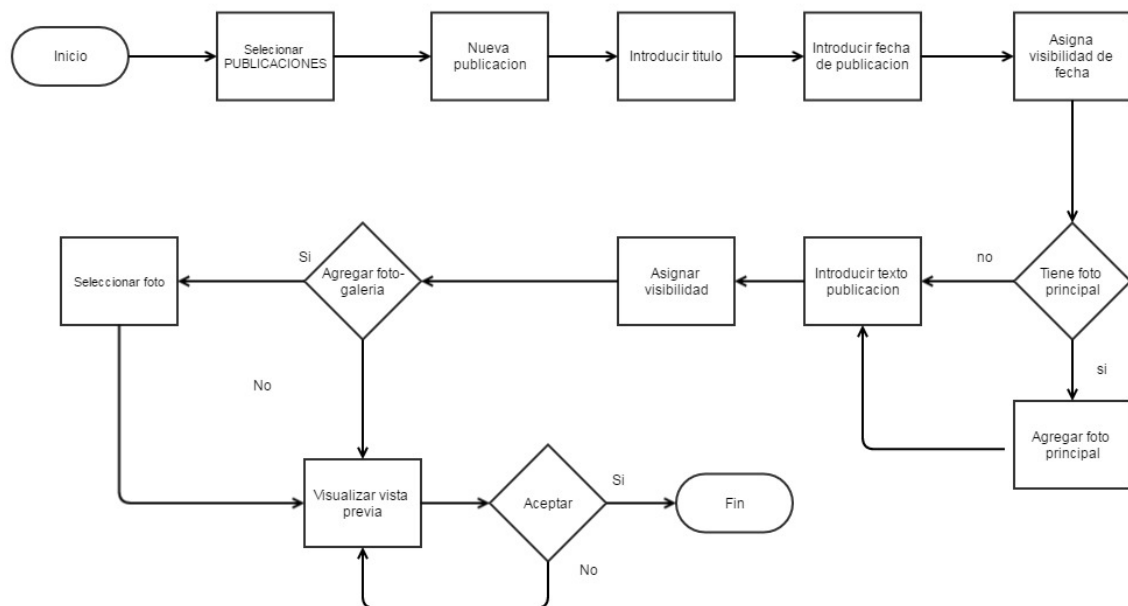 Inicio
Selecionar
PUBLICACIONES
Nueva
publicacion
Introducir titulo
Introducir fecha
de publicacion
Asigna
visibilidad de
fecha
Tiene foto
principal
no
si
Agregar foto
principal
Introducir texto
publicacion
Asignar
visibilidad
Agregar foto-
galeria
Si
No
Seleccionar foto
Visualizar vista
previa
Aceptar
Si
No
Fin